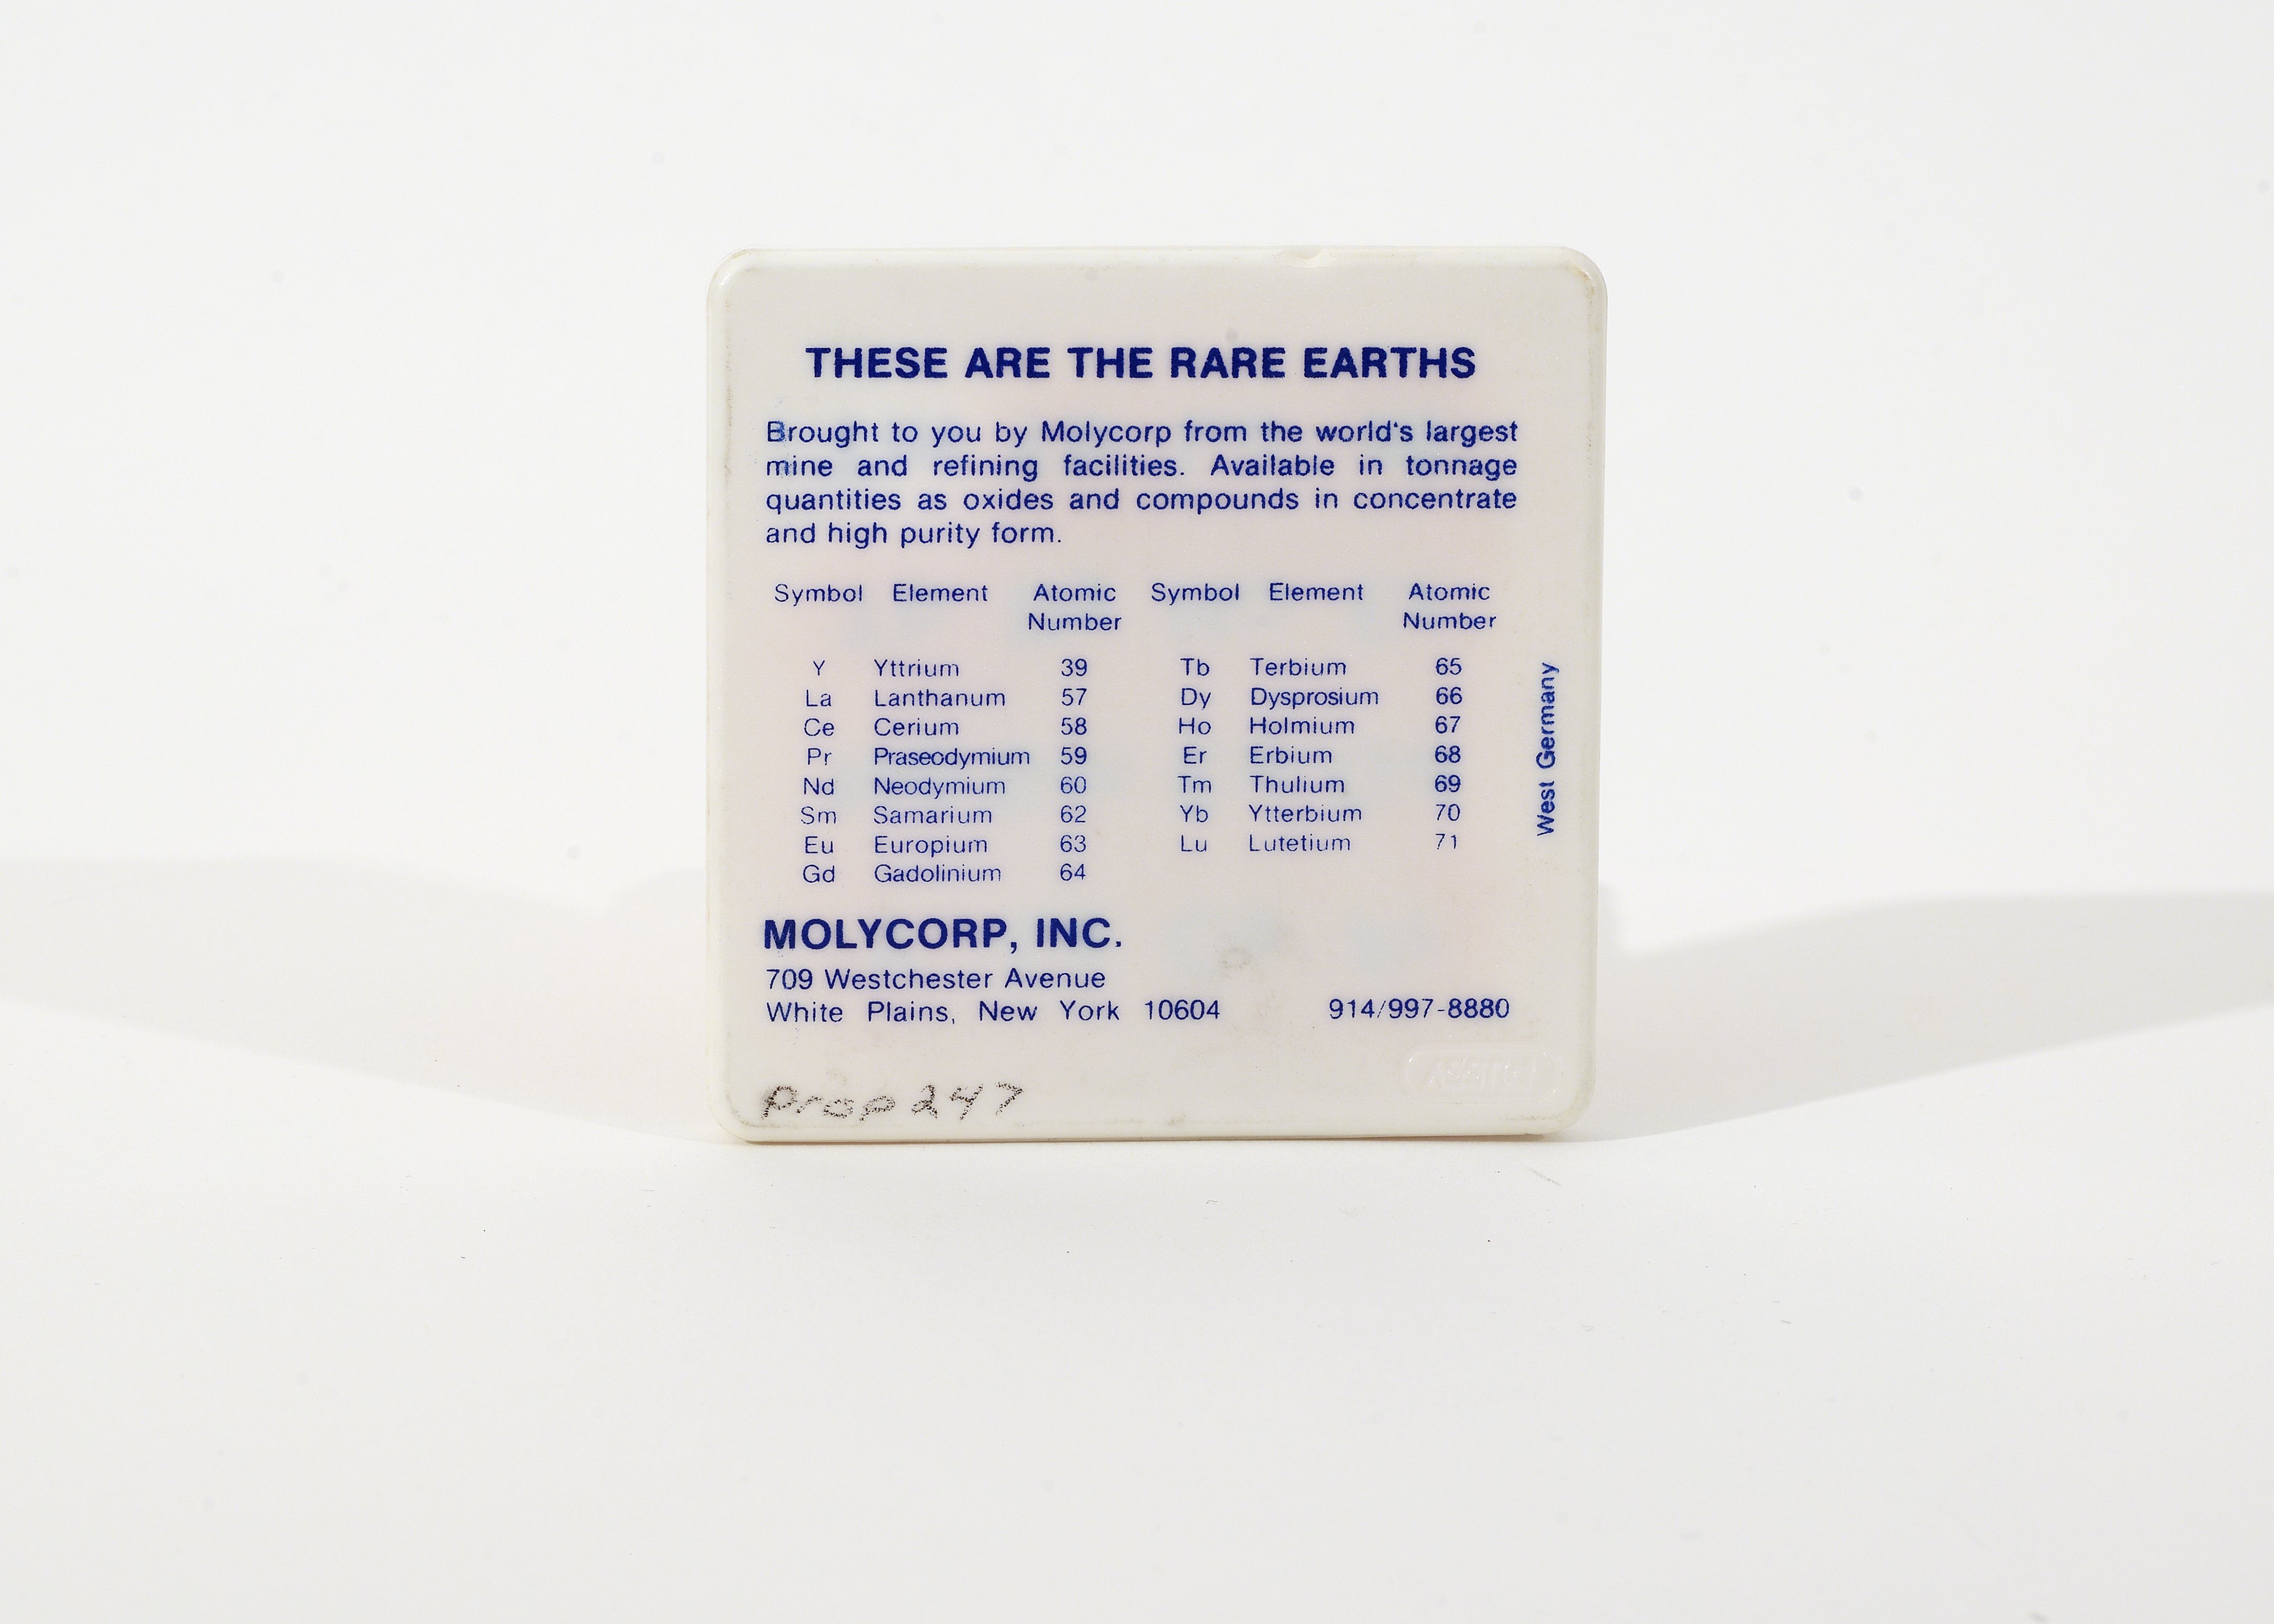 THESE ARE THE RARE EARTHS
Brought to you by Molycorp from the world's largest
mine and refining facilities. Available in tonnage
quantities as oxides and compounds in concentrate
and high purity form.
Symbol Element Atomic Number Symbol Element Atomic Number
Y Yttrium 39 Tb Terbium 65
La Lanthanum 57 Dy Dysprosium 66
Ce Cerium 58 Ho Holmium 67
Pr Praseodymium 59 Er Erbium 68
Nd Neodymium 60 Tm Thulium 69
Sm Samarium 62 Yb Ytterbium 70
Eu Europium 63 Lu Lutetium 71
Gd Gadolinium 64
West Germany
MOLYCORP, INC.
709 Westchester Avenue
White Plains, New York 10604 914/997-8880
Prop 247